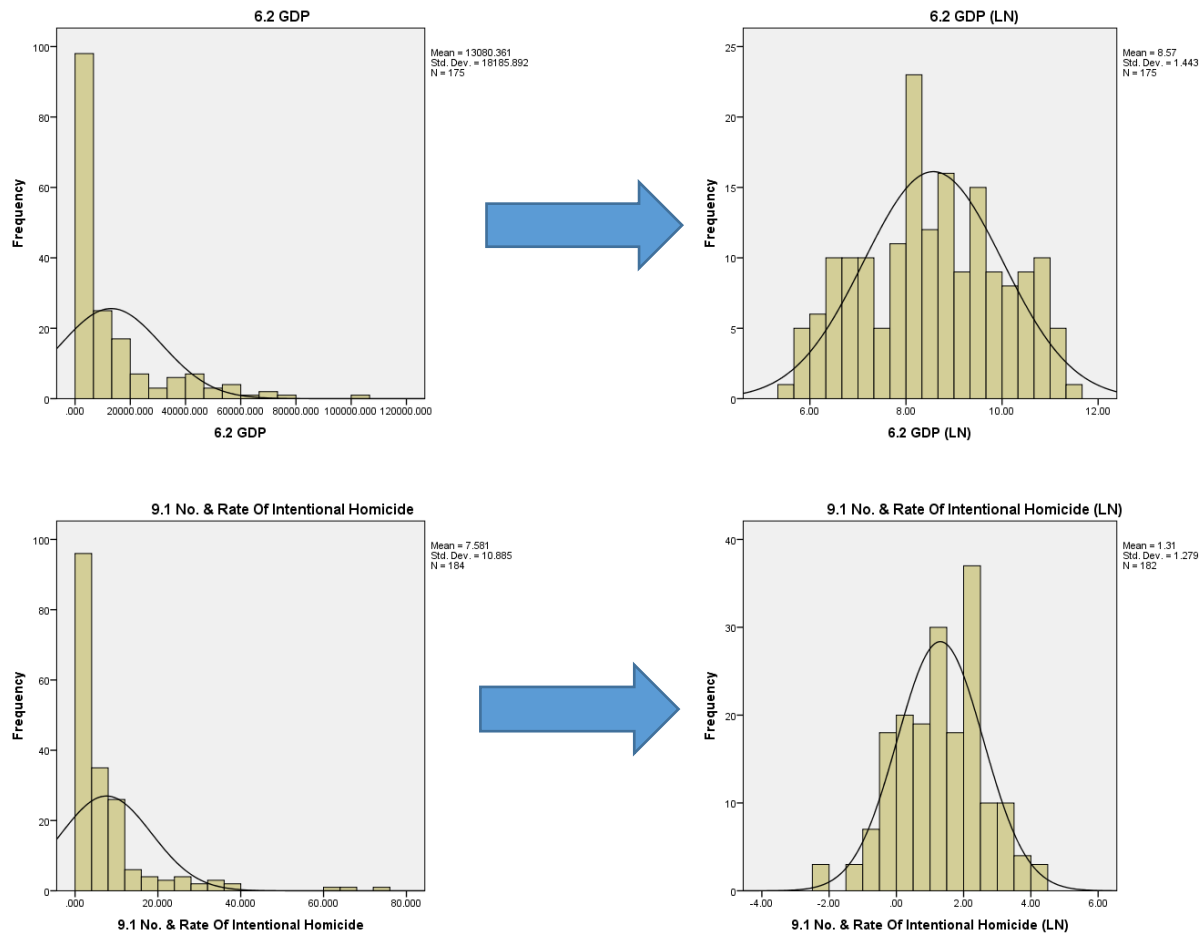 6.2 GDP
Mean = 13080.361
Std. Dev. = 18185.892
N = 175
100
80
60
40
20
0
Frequency
.000 20000.000 40000.000 60000.000 80000.000 100000.000 120000.000
6.2 GDP
6.2 GDP (LN)
Mean = 8.57
Std. Dev. = 1.443
N = 175
25
20
15
10
5
0
Frequency
6.00 8.00 10.00 12.00
6.2 GDP (LN)
9.1 No. & Rate Of Intentional Homicide
Mean = 7.581
Std. Dev. = 10.885
N = 184
100
80
60
40
20
0
Frequency
.000 20.000 40.000 60.000 80.000
9.1 No. & Rate Of Intentional Homicide
9.1 No. & Rate Of Intentional Homicide (LN)
Mean = 1.31
Std. Dev. = 1.279
N = 182
40
30
20
10
0
Frequency
-4.00 -2.00 .00 2.00 4.00 6.00
9.1 No. & Rate Of Intentional Homicide (LN)